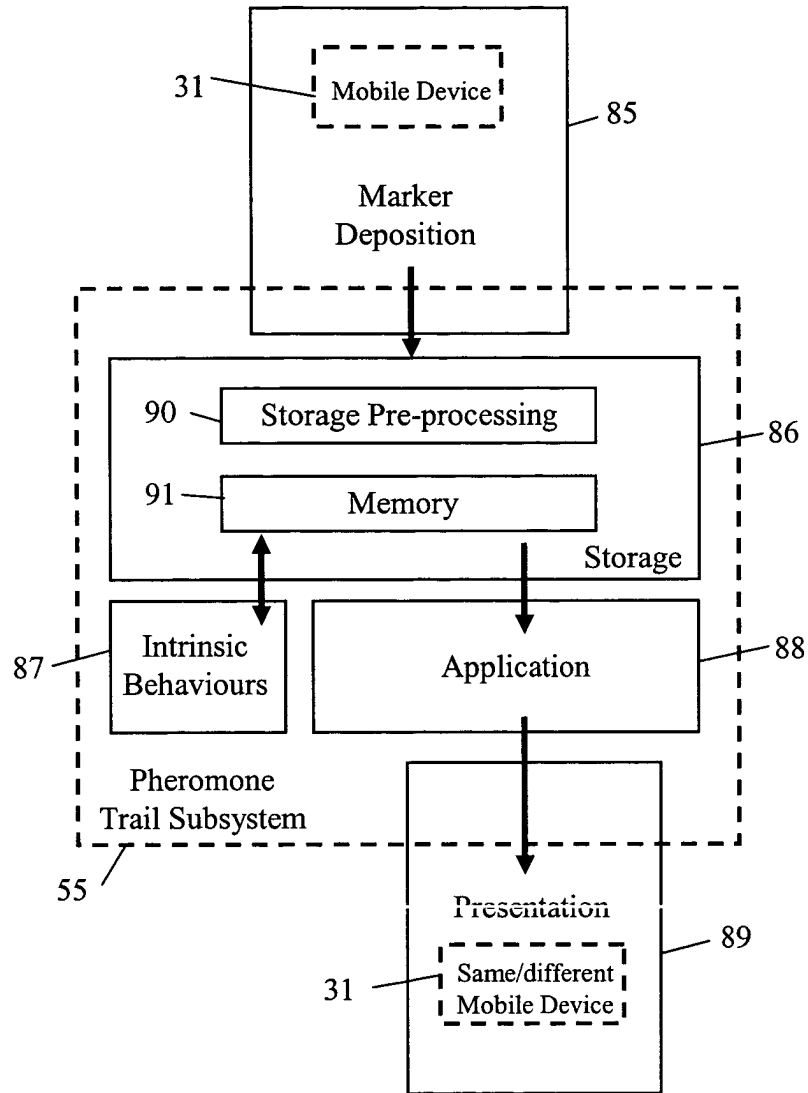 31
Mobile Device
85
Marker
Deposition
90
Storage Pre-processing
86
91
Memory
Storage
87
Intrinsic
Behaviours
Application
88
Pheromone
Trail Subsystem
55
Presentation
89
31
Same/different
Mobile Device